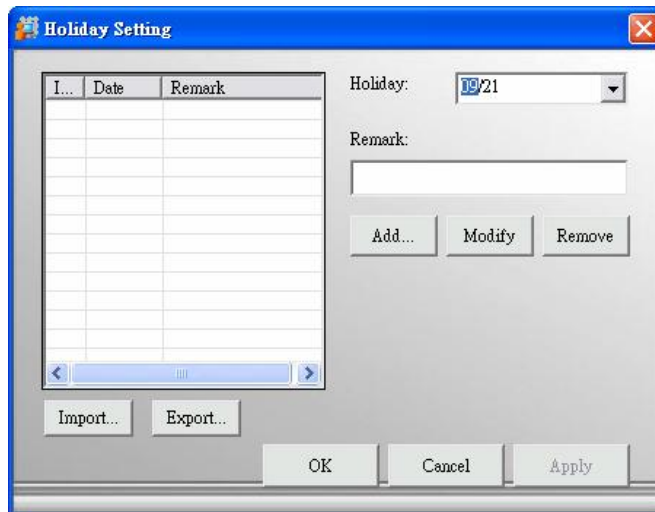 Holiday Setting
I... Date Remark
Holiday: 09/21
Remark:
Add... Modify Remove
Import... Export...
OK Cancel Apply